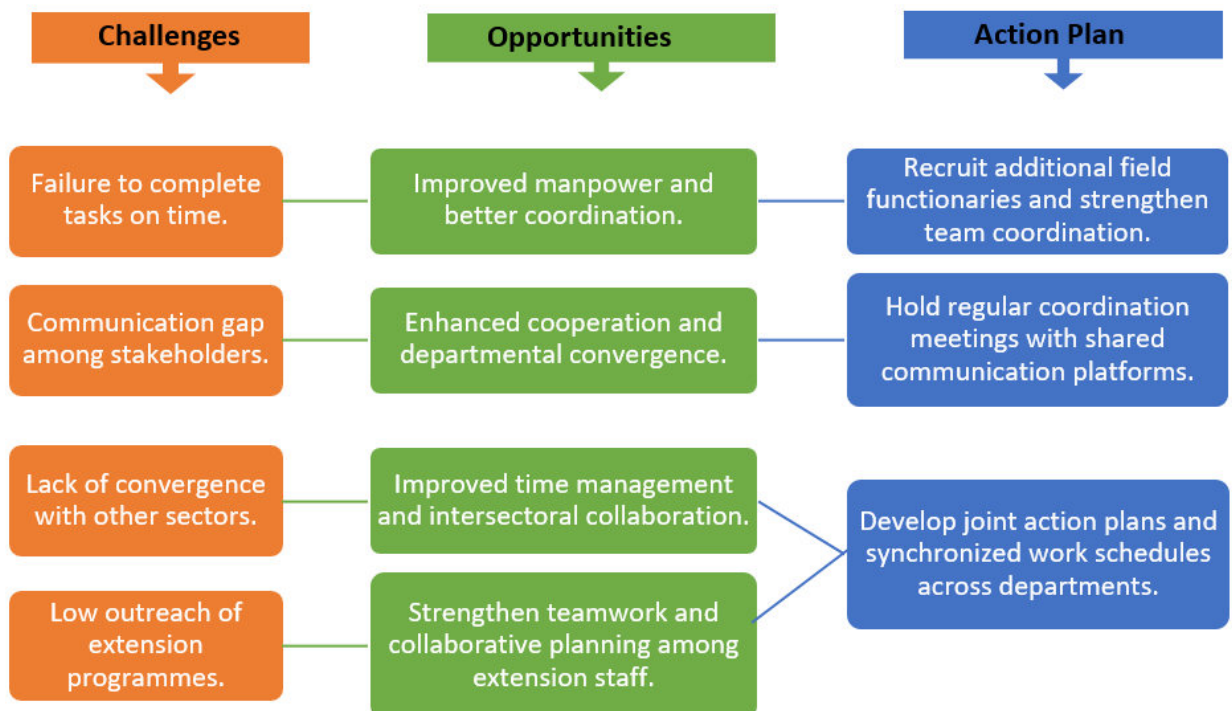 Challenges
Opportunities
Action Plan
Failure to complete
tasks on time.
Improved manpower and
better coordination.
Recruit additional field
functionaries and strengthen
team coordination.
Communication gap
among stakeholders.
Enhanced cooperation and
departmental convergence.
Hold regular coordination
meetings with shared
communication platforms.
Lack of convergence
with other sectors.
Improved time management
and intersectoral collaboration.
Develop joint action plans and
synchronized work schedules
across departments.
Low outreach of
extension
programmes.
Strengthen teamwork and
collaborative planning among
extension staff.